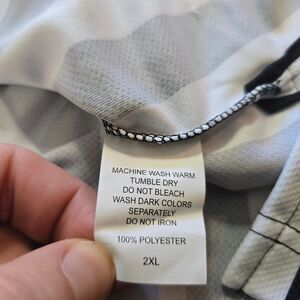 MACHINE WASH WARM
TUMBLE DRY
DO NOT BLEACH
WASH DARK COLORS
SEPARATELY
DO NOT IRON
100% POLYESTER
2XL